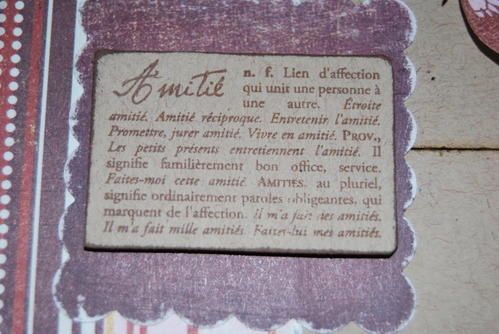 Amitié n. f. Lien d'affection
qui unit une personne à
une autre. Étroite
amitié. Amitié réciproque. Entretenir l'amitié.
Promettre, jurer amitié. Vivre en amitié. PROV.,
Les petits présents entretiennent l'amitié. Il
signifie familièrement bon office, service.
Faites-moi cette amitié AMITIÉS, au pluriel,
signifie ordinairement paroles obligeantes, qui
marquent de l'affection. Il m'a fait des amitiés.
Il m'a fait mille amitiés. Faites-lui mes amitiés.